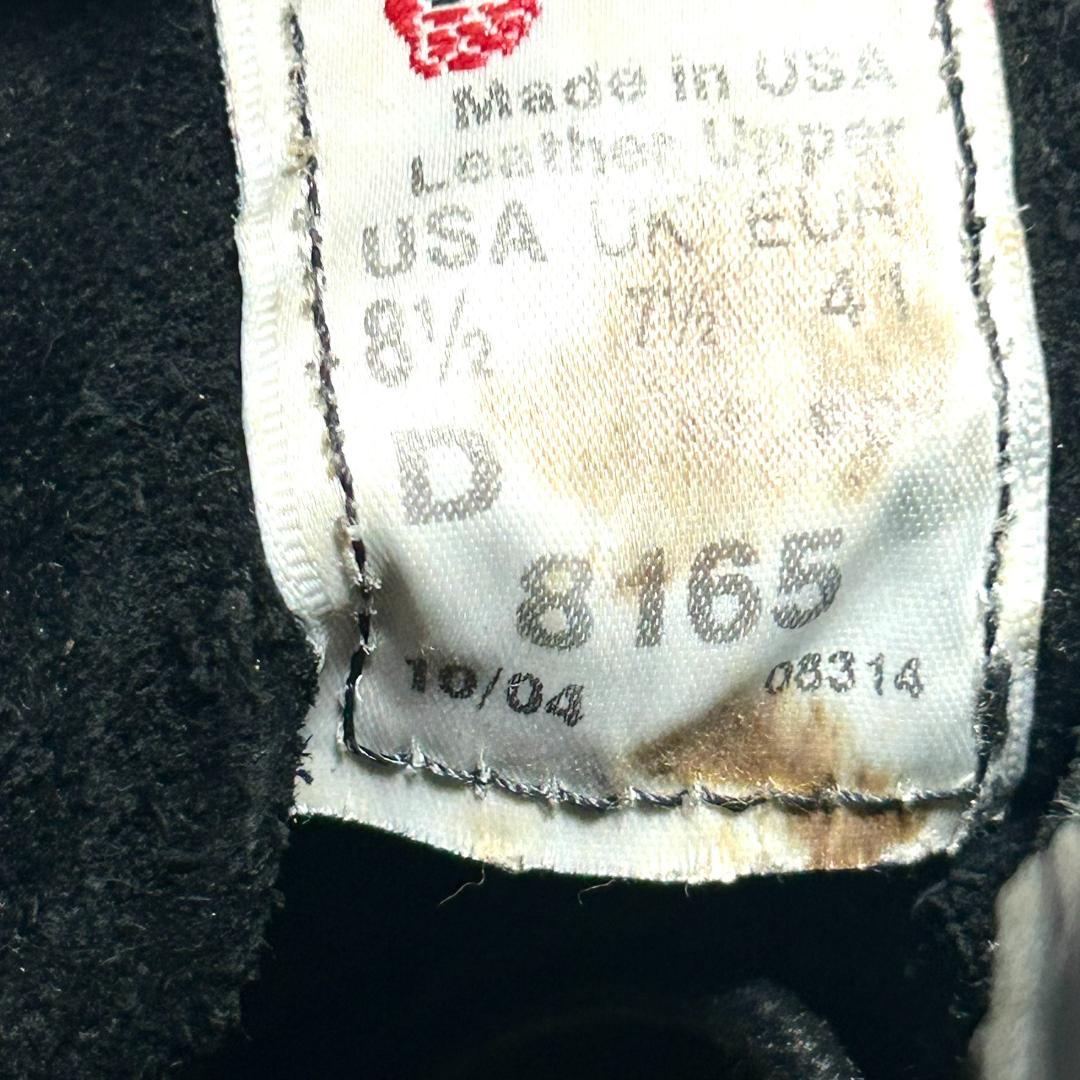 Made in USA
Leather Upper
USA UK EUR
8½ 7½ 41
D
8165
10/04 08314